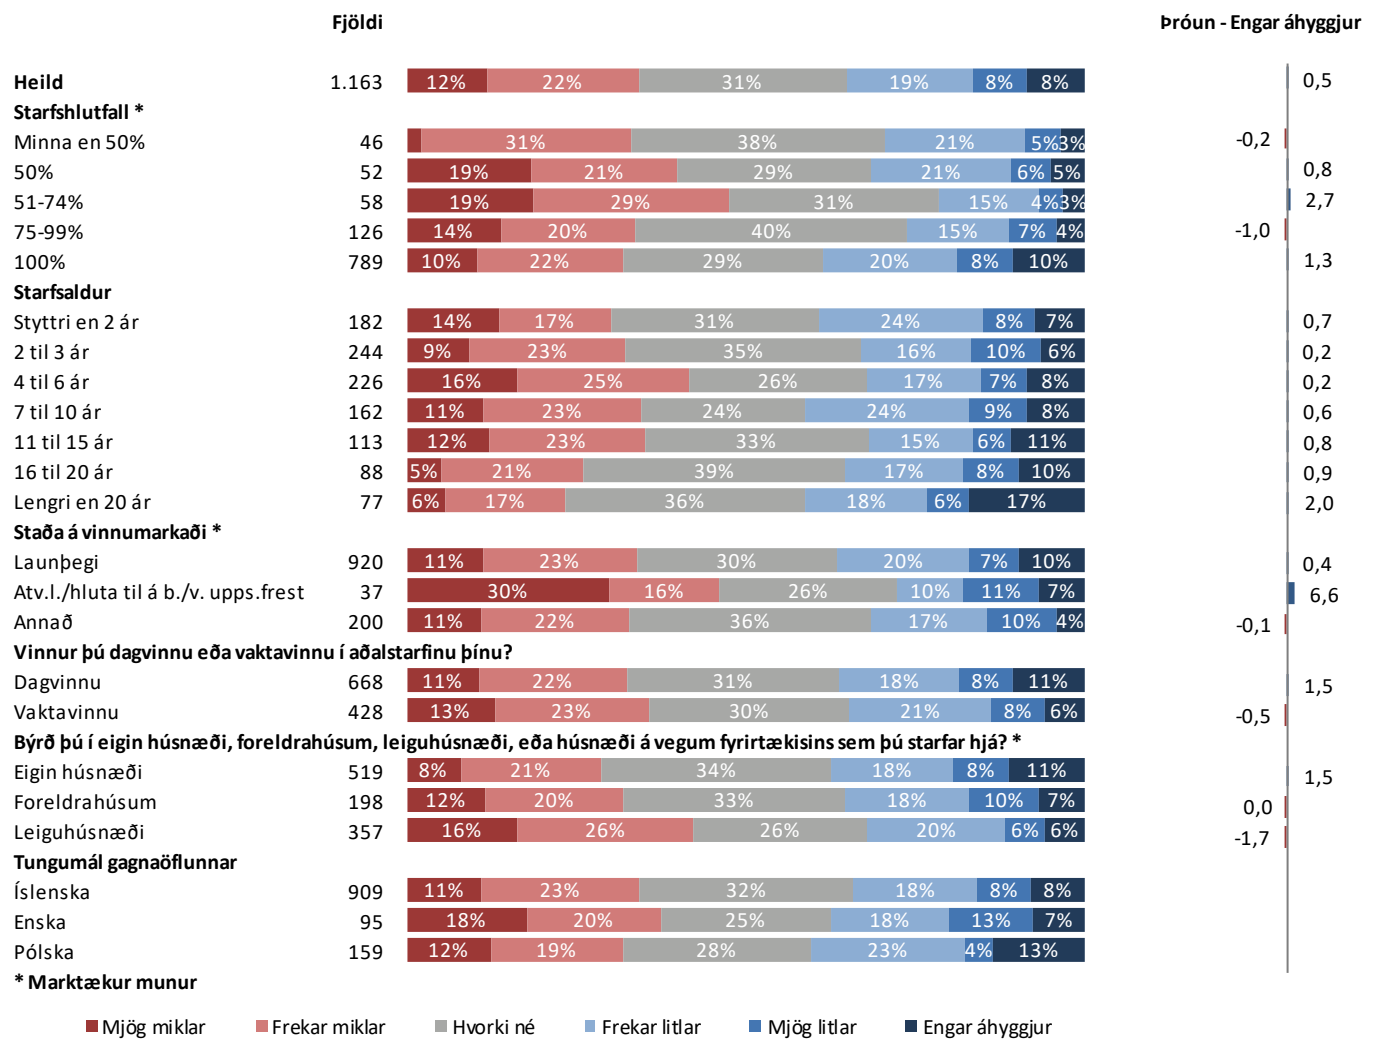 Fjöldi Þróun - Engar áhyggjur
Heild 1.163 12% 22% 31% 19% 8% 8% 0,5
Starfshlutfall *
Minna en 50% 46 31% 38% 21% 5% 3% -0,2
50% 52 19% 21% 29% 21% 6% 5% 0,8
51-74% 58 19% 29% 31% 15% 4% 3% 2,7
75-99% 126 14% 20% 40% 15% 7% 4% -1,0
100% 789 10% 22% 29% 20% 8% 10% 1,3
Starfsaldur
Styttri en 2 ár 182 14% 17% 31% 24% 8% 7% 0,7
2 til 3 ár 244 9% 23% 35% 16% 10% 6% 0,2
4 til 6 ár 226 16% 25% 26% 17% 7% 8% 0,2
7 til 10 ár 162 11% 23% 24% 24% 9% 8% 0,6
11 til 15 ár 113 12% 23% 33% 15% 6% 11% 0,8
16 til 20 ár 88 5% 21% 39% 17% 8% 10% 0,9
Lengri en 20 ár 77 6% 17% 36% 18% 6% 17% 2,0
Staða á vinnumarkaði *
Launþegi 920 11% 23% 30% 20% 7% 10% 0,4
Atv.l./hluta til á b./v. upps.frest 37 30% 16% 26% 10% 11% 7% 6,6
Annað 200 11% 22% 36% 17% 10% 4% -0,1
Vinnur þú dagvinnu eða vaktavinnu í aðalstarfinu þínu?
Dagvinnu 668 11% 22% 31% 18% 8% 11% 1,5
Vaktavinnu 428 13% 23% 30% 21% 8% 6% -0,5
Býrð þú í eigin húsnæði, foreldrahúsum, leiguhúsnæði, eða húsnæði á vegum fyrirtækisins sem þú starfar hjá? *
Eigin húsnæði 519 8% 21% 34% 18% 8% 11% 1,5
Foreldrahúsum 198 12% 20% 33% 18% 10% 7% 0,0
Leiguhúsnæði 357 16% 26% 26% 20% 6% 6% -1,7
Tungumál gagnaöflunnar
Íslenska 909 11% 23% 32% 18% 8% 8%
Enska 95 18% 20% 25% 18% 13% 7%
Pólska 159 12% 19% 28% 23% 4% 13%
* Marktækur munur
Mjög miklar Frekar miklar Hvorki né Frekar litlar Mjög litlar Engar áhyggjur